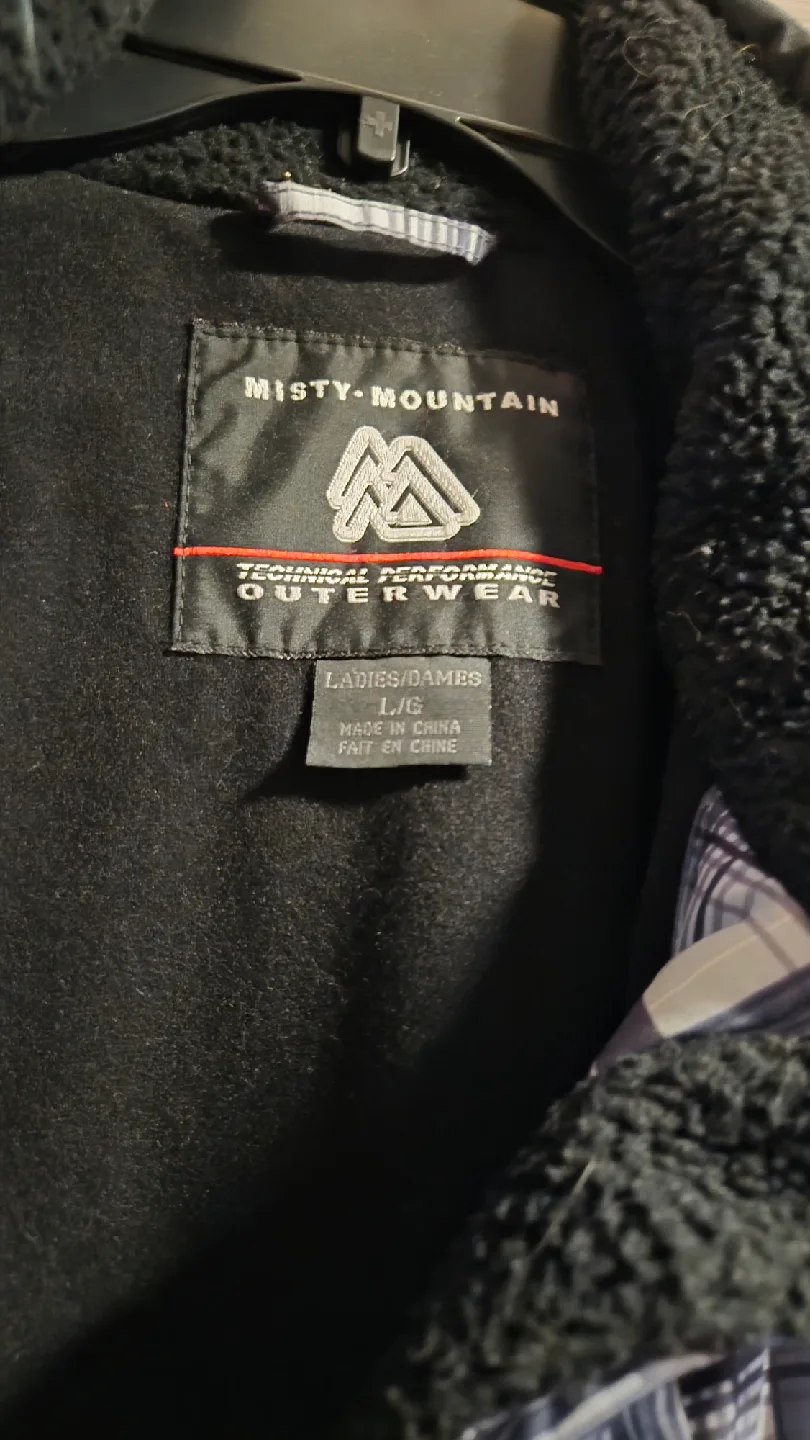 MISTY-MOUNTAIN
TECHNICAL PERFORMANCE
OUTERWEAR
LADIES/DAMES
L/G
MADE IN CHINA
FAIT EN CHINE